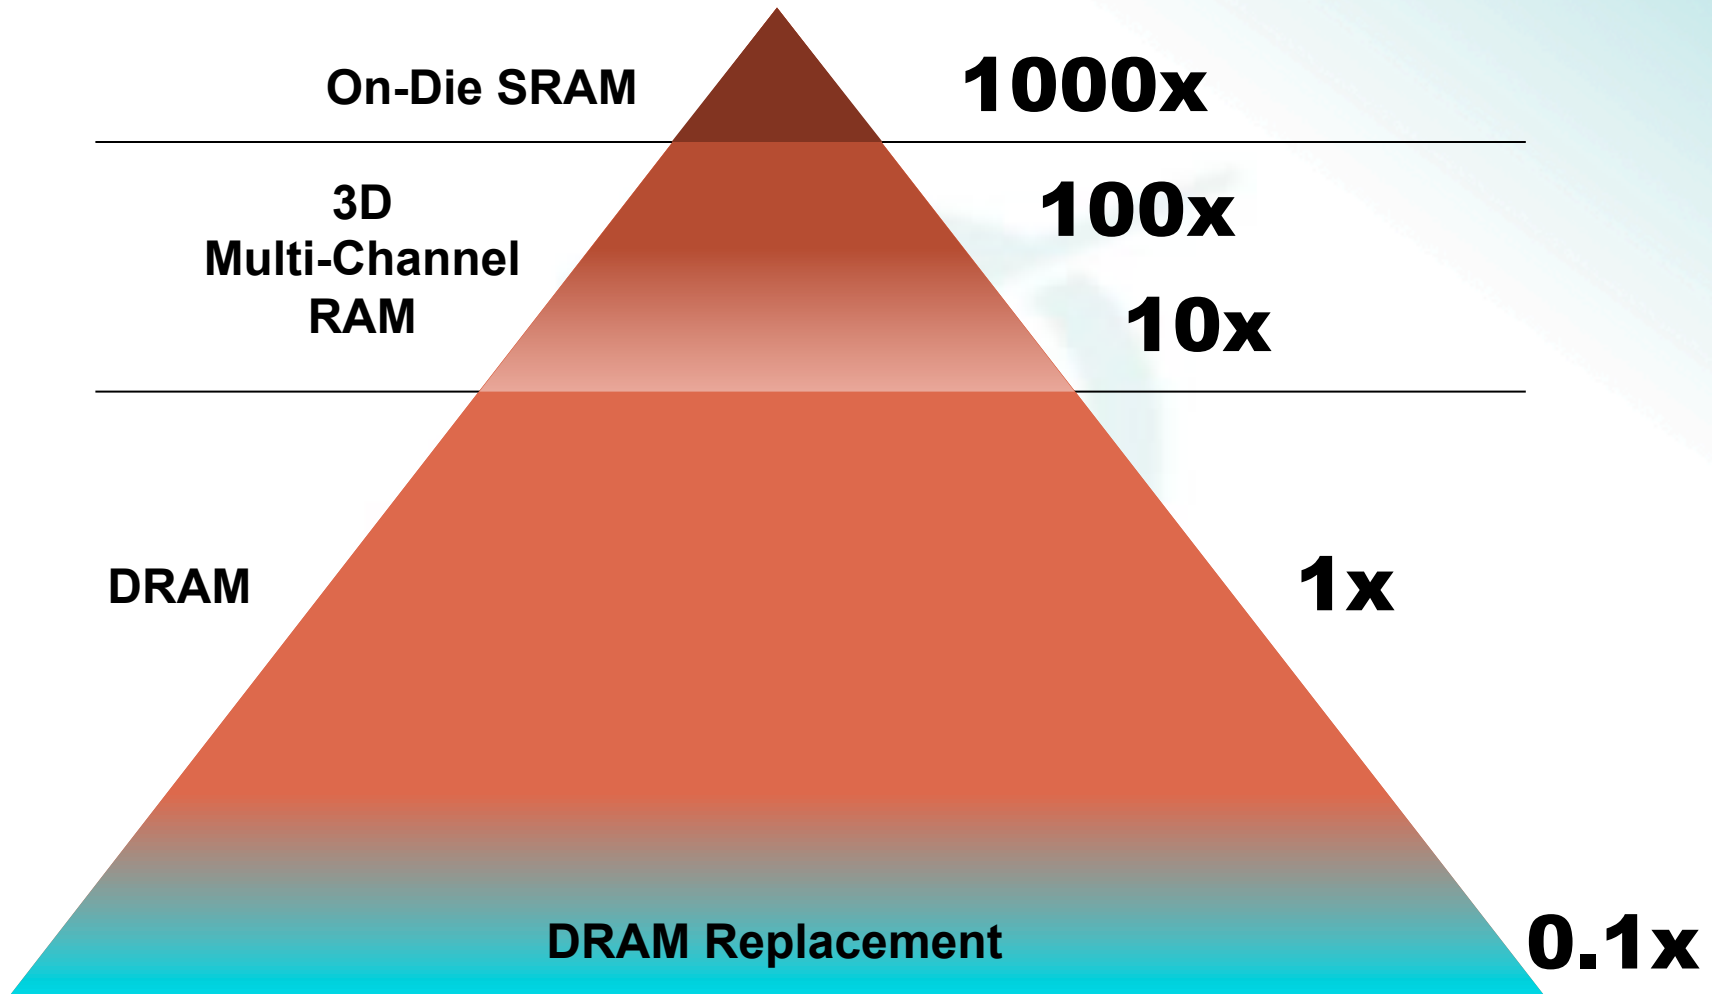 On-Die SRAM
1000x
3D
Multi-Channel
RAM
100x
10x
DRAM
1x
DRAM Replacement
0.1x